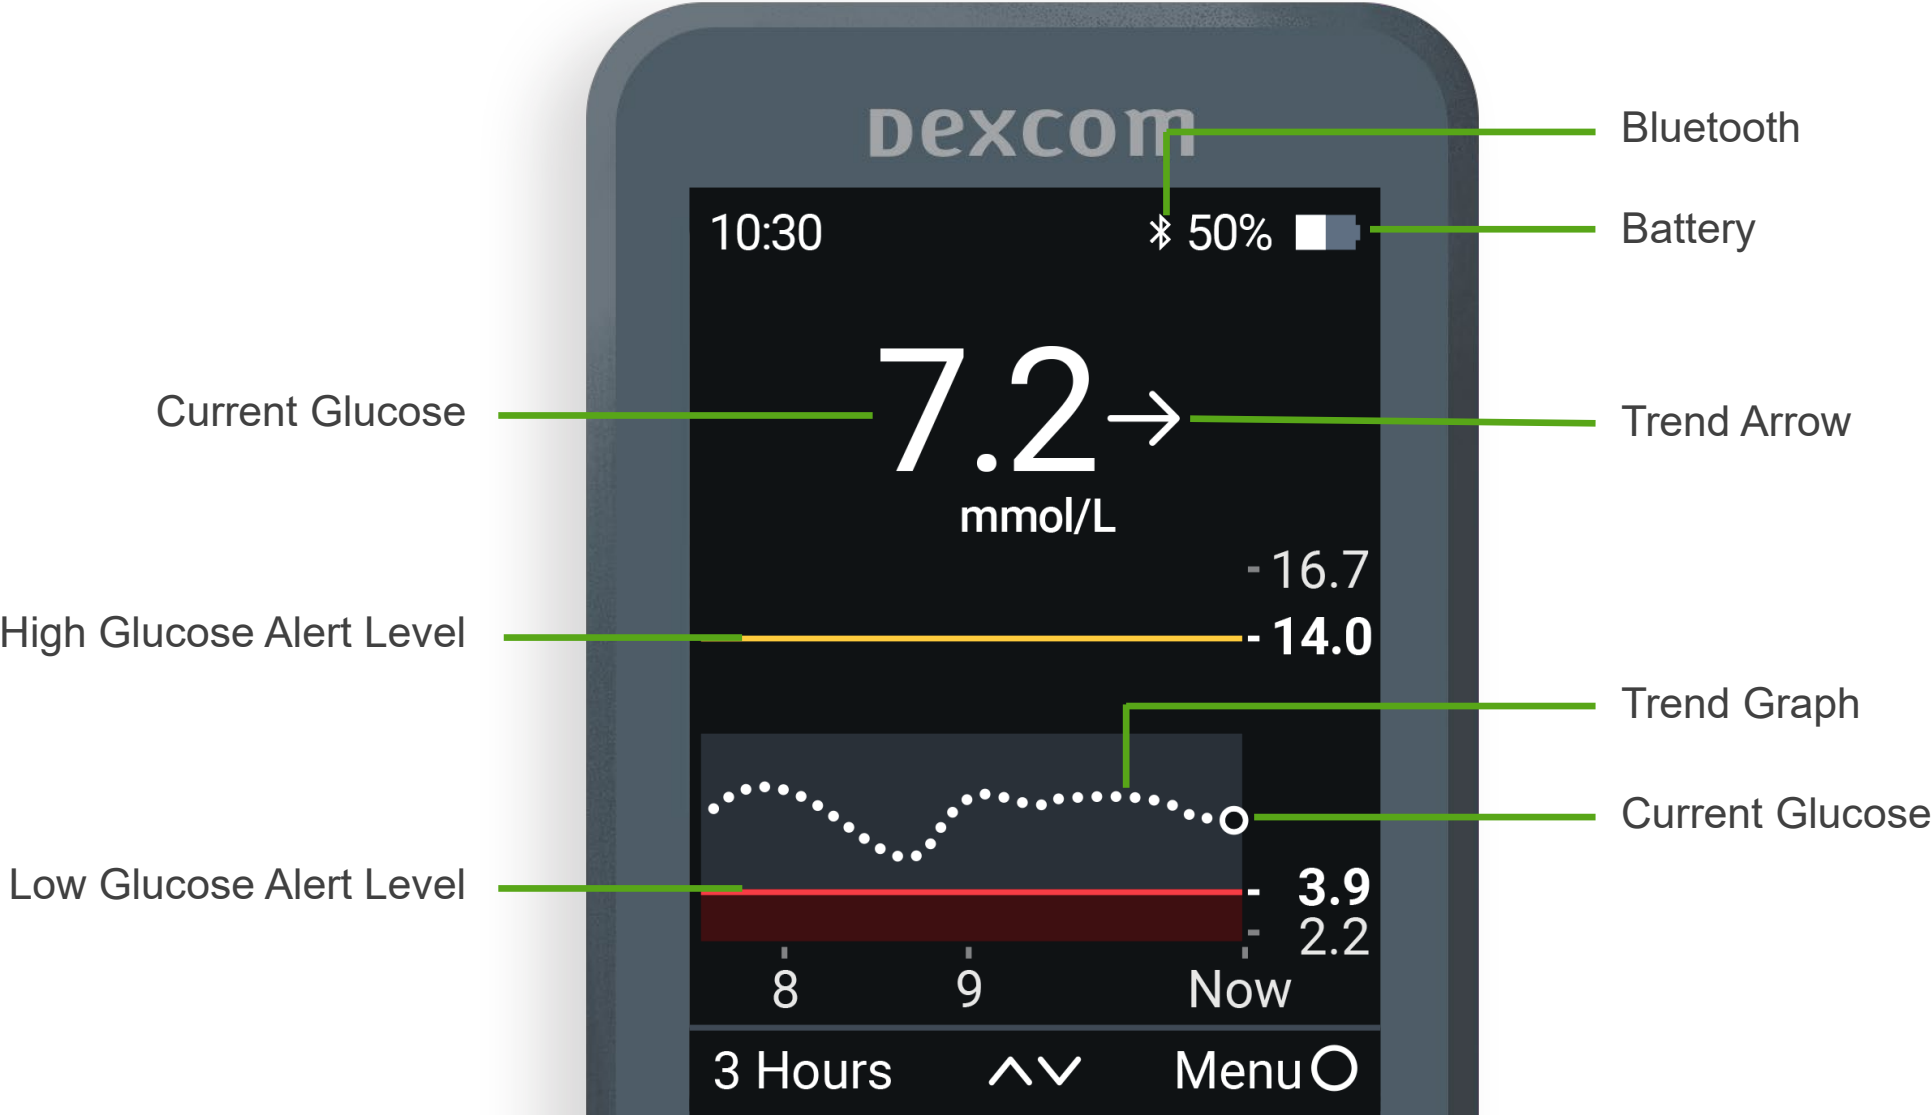 Dexcom
Bluetooth
10:30
50%
Battery
Current Glucose
7.2
Trend Arrow
mmol/L
16.7
High Glucose Alert Level
14.0
Trend Graph
Current Glucose
Low Glucose Alert Level
3.9
2.2
8 9 Now
3 Hours Menu